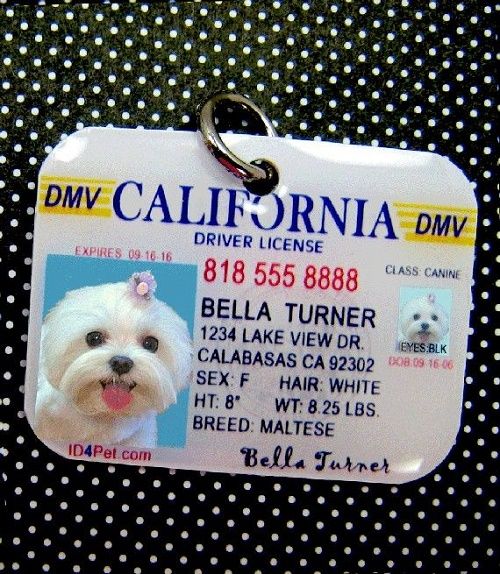 DMV CALIFORNIA DMV
DRIVER LICENSE
EXPIRES 09-16-16
818 555 8888
CLASS: CANINE
BELLA TURNER
1234 LAKE VIEW DR.
CALABASAS CA 92302
SEX: F HAIR: WHITE
HT: 8" WT: 8.25 LBS.
BREED: MALTESE
EYES:BLK
DOB:09-16-06
ID4Pet.com
Bella Turner